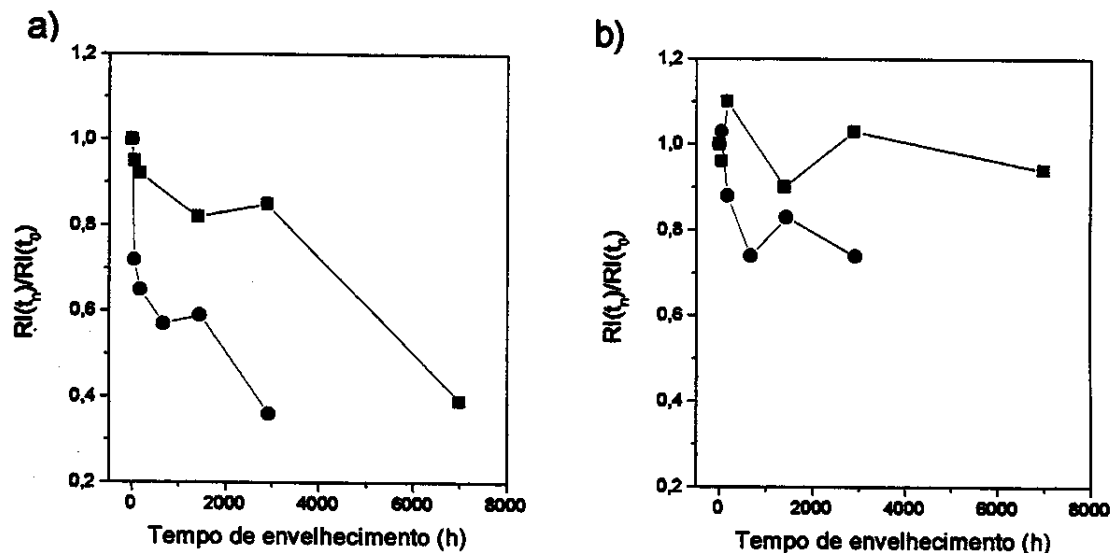 a)
1,2
1,0
0,8
0,6
0,4
0,2
RI(tn)/RI(t0)
0 2000 4000 6000 8000
Tempo de envelhecimento (h)
b)
1,2
1,0
0,8
0,6
0,4
0,2
RI(tn)/RI(t0)
0 2000 4000 6000 8000
Tempo de envelhecimento (h)